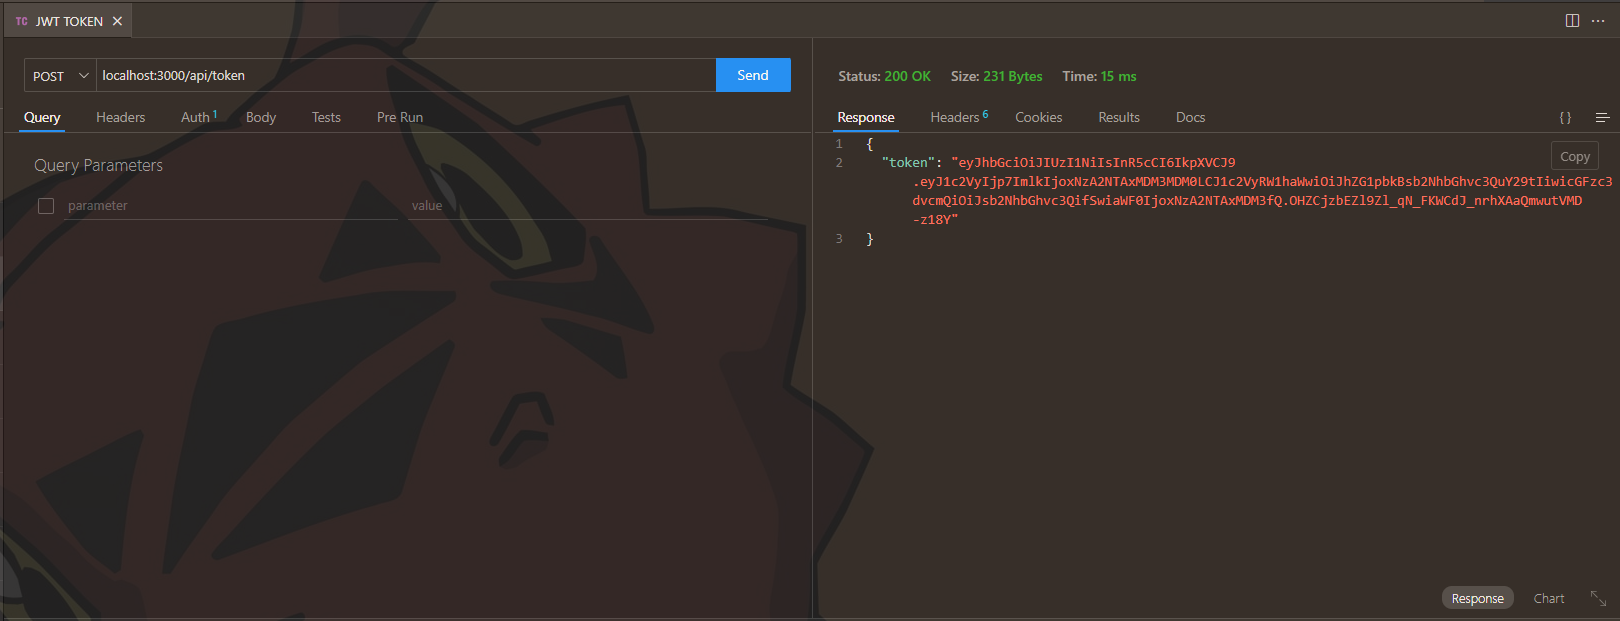 TC JWT TOKEN
POST localhost:3000/api/token Send
Query Headers Auth 1 Body Tests Pre Run
Query Parameters
parameter value
Status: 200 OK Size: 231 Bytes Time: 15 ms
Response Headers 6 Cookies Results Docs {}
Copy
1 {
2 "token": "eyJhbGciOiJIUzI1NiIsInR5cCI6IkpXVCJ9
.eyJ1c2VyIjp7ImlkIjoxNzA2NTAxMDM3MDM0LCJ1c2VyRW1haWwiOiJhZG1pbkBsb2NhbGhvc3QuY29tIiwicGFzc3
dvcmQiOiJsb2NhbGhvc3QifSwiaWF0IjoxNzA2NTAxMDM3fQ.OHZCjzbEZl9Zl_qN_FKWCdJ_nrhXAaQmwutVMD
-z18Y"
3 }
Response Chart